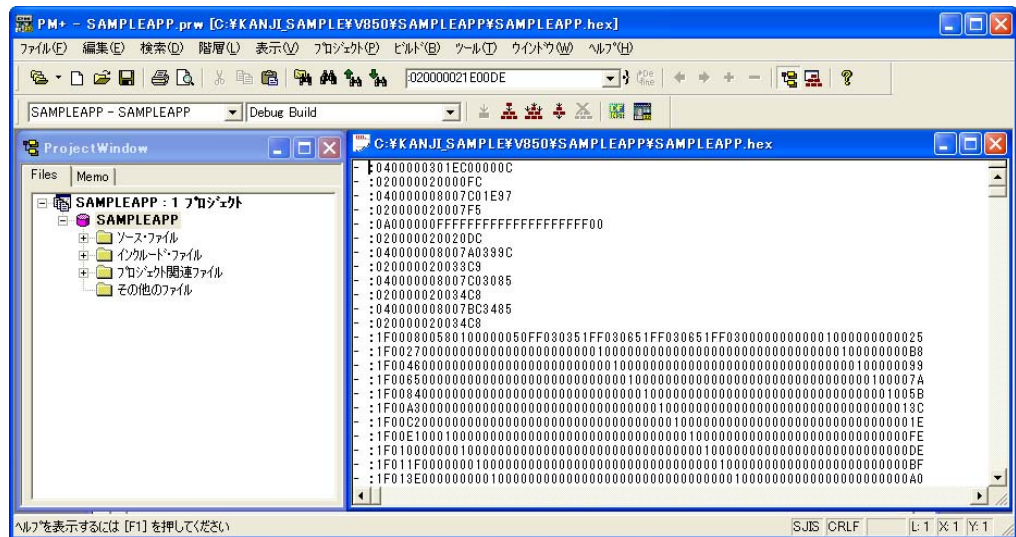 PM+ - SAMPLEAPP.prw [C:¥KANJI_SAMPLE¥V850¥SAMPLEAPP¥SAMPLEAPP.hex]
ファイル(F) 編集(E) 検索(D) 階層(L) 表示(V) プロジェクト(P) ビルド(B) ツール(T) ウインドウ(W) ヘルプ(H)
:020000021E00DE
SAMPLEAPP - SAMPLEAPP Debug Build
ProjectWindow
Files Memo
SAMPLEAPP : 1 プロジェクト
SAMPLEAPP
ソース・ファイル
インクルード・ファイル
プロジェクト関連ファイル
その他のファイル
C:¥KANJI_SAMPLE¥V850¥SAMPLEAPP¥SAMPLEAPP.hex
- :0400000301EC00000C
- :020000020000FC
- :040000008007C01E97
- :020000020007F5
- :0A000000FFFFFFFFFFFFFFFFFFFF00
- :020000020020DC
- :040000008007A0399C
- :020000020033C9
- :040000008007C03085
- :020000020034C8
- :040000008007BC3485
- :020000020034C8
ヘルプを表示するには [F1] を押してください
SJIS CRLF L: 1 X: 1 Y: 1